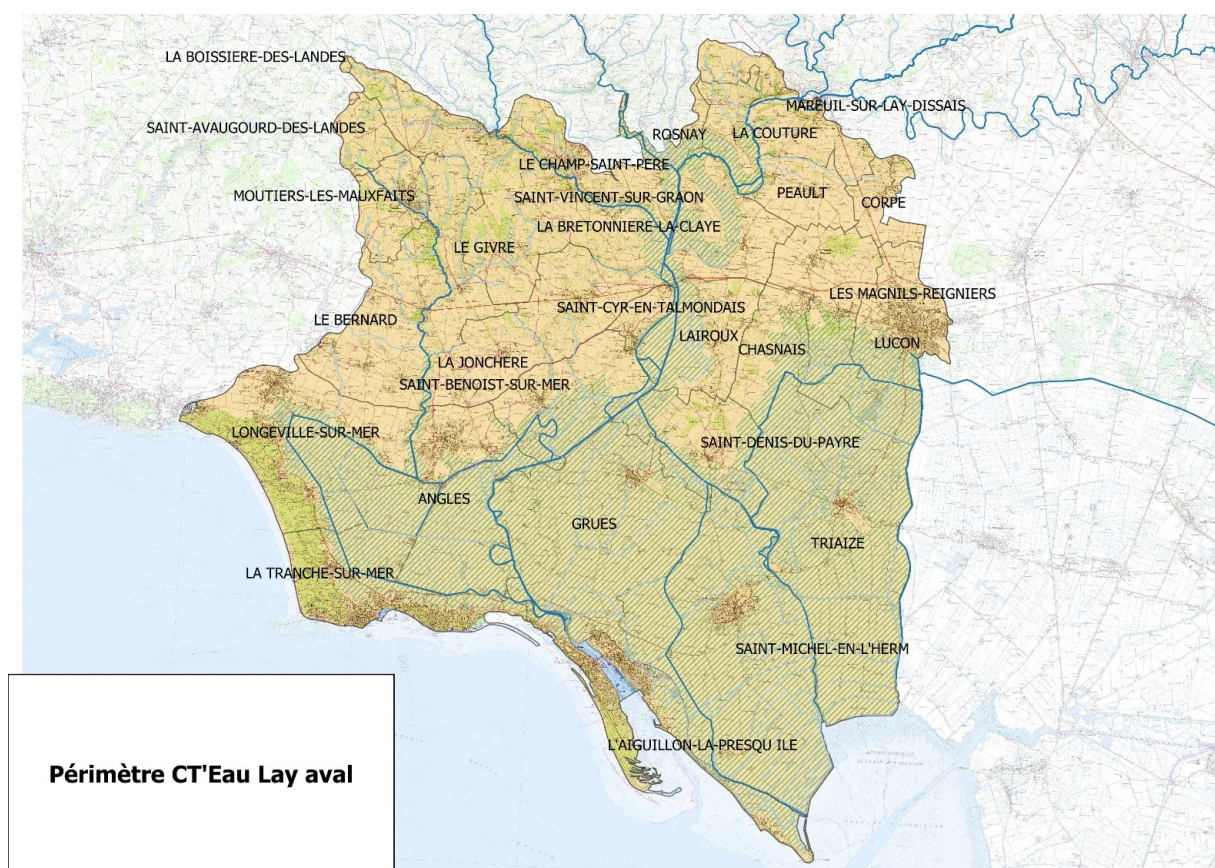 LA BOISSIERE-DES-LANDES
MAREUIL-SUR-LAY-DISSAIS
SAINT-AVAUGOURD-DES-LANDES
ROSNAY
LA COUTURE
LE CHAMP-SAINT-PERE
MOUTIERS-LES-MAUXFAITS
SAINT-VINCENT-SUR-GRAON
PEAULT
CORPE
LA BRETONNIERE-LA-CLAYE
LE GIVRE
LES MAGNILS-REIGNIERS
SAINT-CYR-EN-TALMONDAIS
LE BERNARD
LAIROUX
CHASNAIS
LUCON
LA JONCHERE
SAINT-BENOIST-SUR-MER
LONGEVILLE-SUR-MER
SAINT-DENIS-DU-PAYRE
ANGLES
GRUES
TRIAIZE
LA TRANCHE-SUR-MER
SAINT-MICHEL-EN-L'HERM
L'AIGUILLON-LA-PRESQU ILE
Périmètre CT'Eau Lay aval